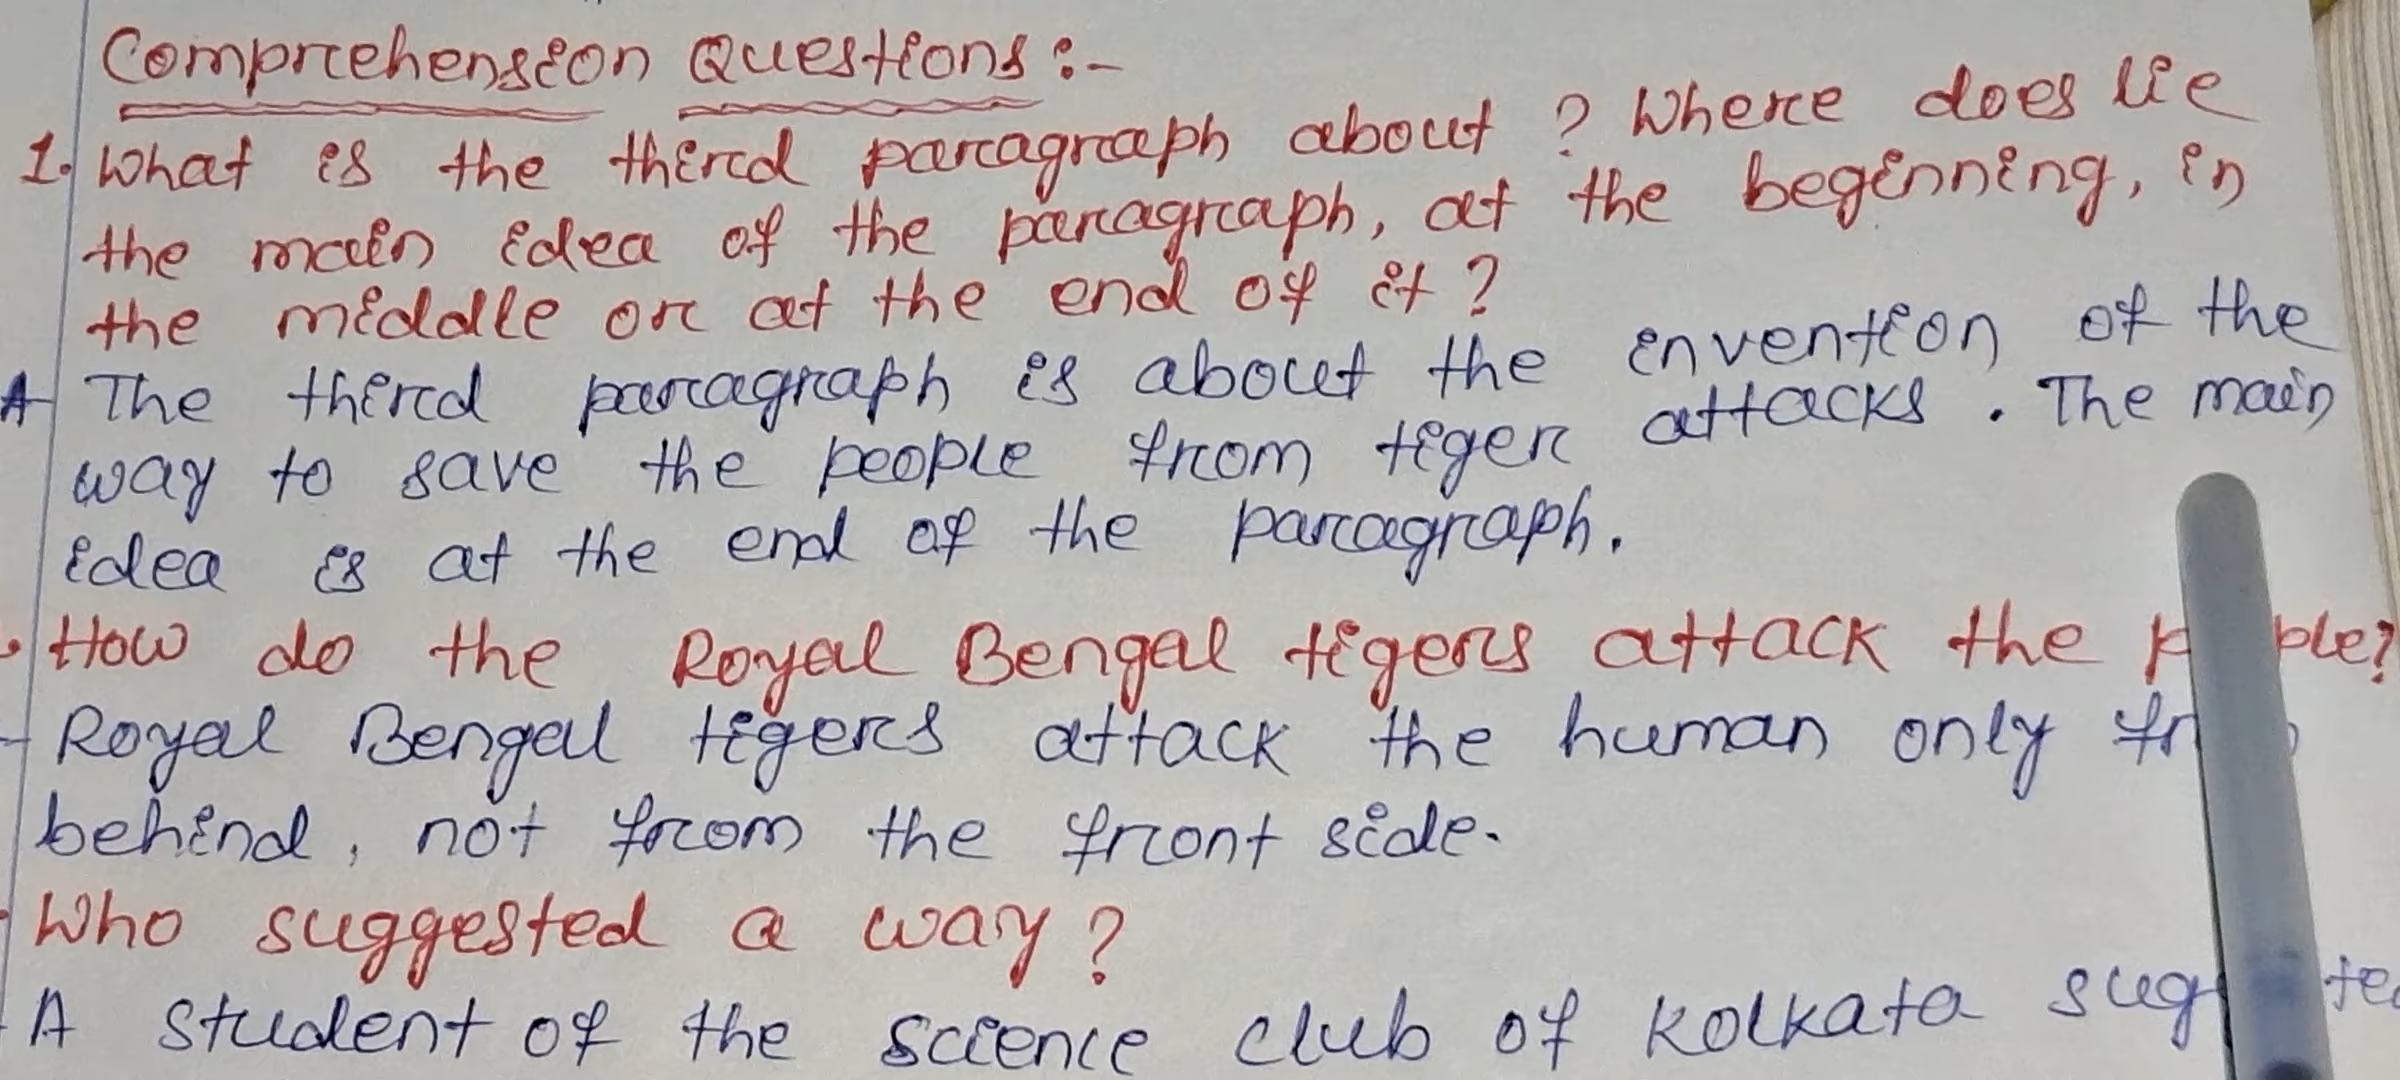 Comprehension Questions :-
1. What is the third paragraph about ? Where does lie
the main idea of the paragraph, at the beginning, in
the middle or at the end of it ?
A The third paragraph is about the invention of the
way to save the people from tiger attacks. The main
idea is at the end of the paragraph.
How do the Royal Bengal tigers attack the
Royal Bengal tigers attack the human only
behind, not from the front side.
Who suggested a way ?
A student of the science club of Kolkata